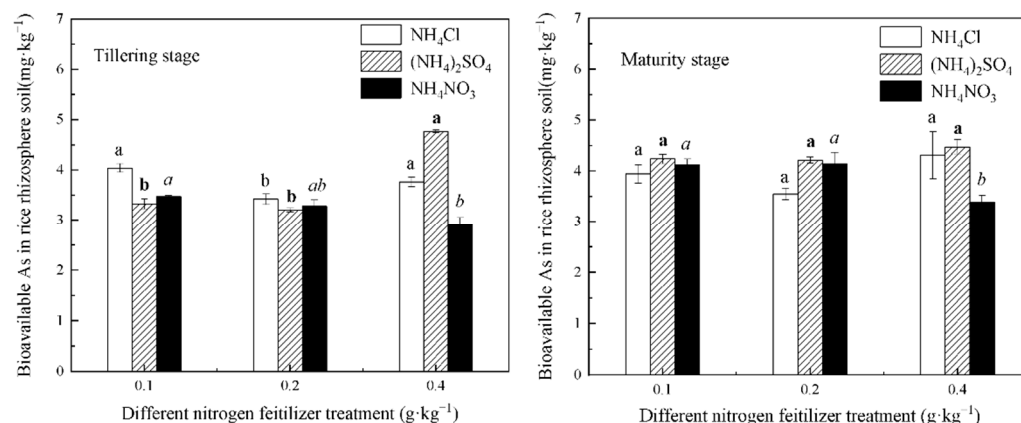 Bioavailable As in rice rhizosphere soil(mg·kg⁻¹)
7
6
5
4
3
2
1
0
Tillering stage
NH₄Cl
(NH₄)₂SO₄
NH₄NO₃
a
b
a
b
b
ab
a
a
b
0.1
0.2
0.4
Different nitrogen feitilizer treatment (g·kg⁻¹)
Bioavailable As in rice rhizosphere soil(mg·kg⁻¹)
7
6
5
4
3
2
1
0
Maturity stage
NH₄Cl
(NH₄)₂SO₄
NH₄NO₃
a
a
a
a
a
a
a
a
b
0.1
0.2
0.4
Different nitrogen feitilizer treatment (g·kg⁻¹)